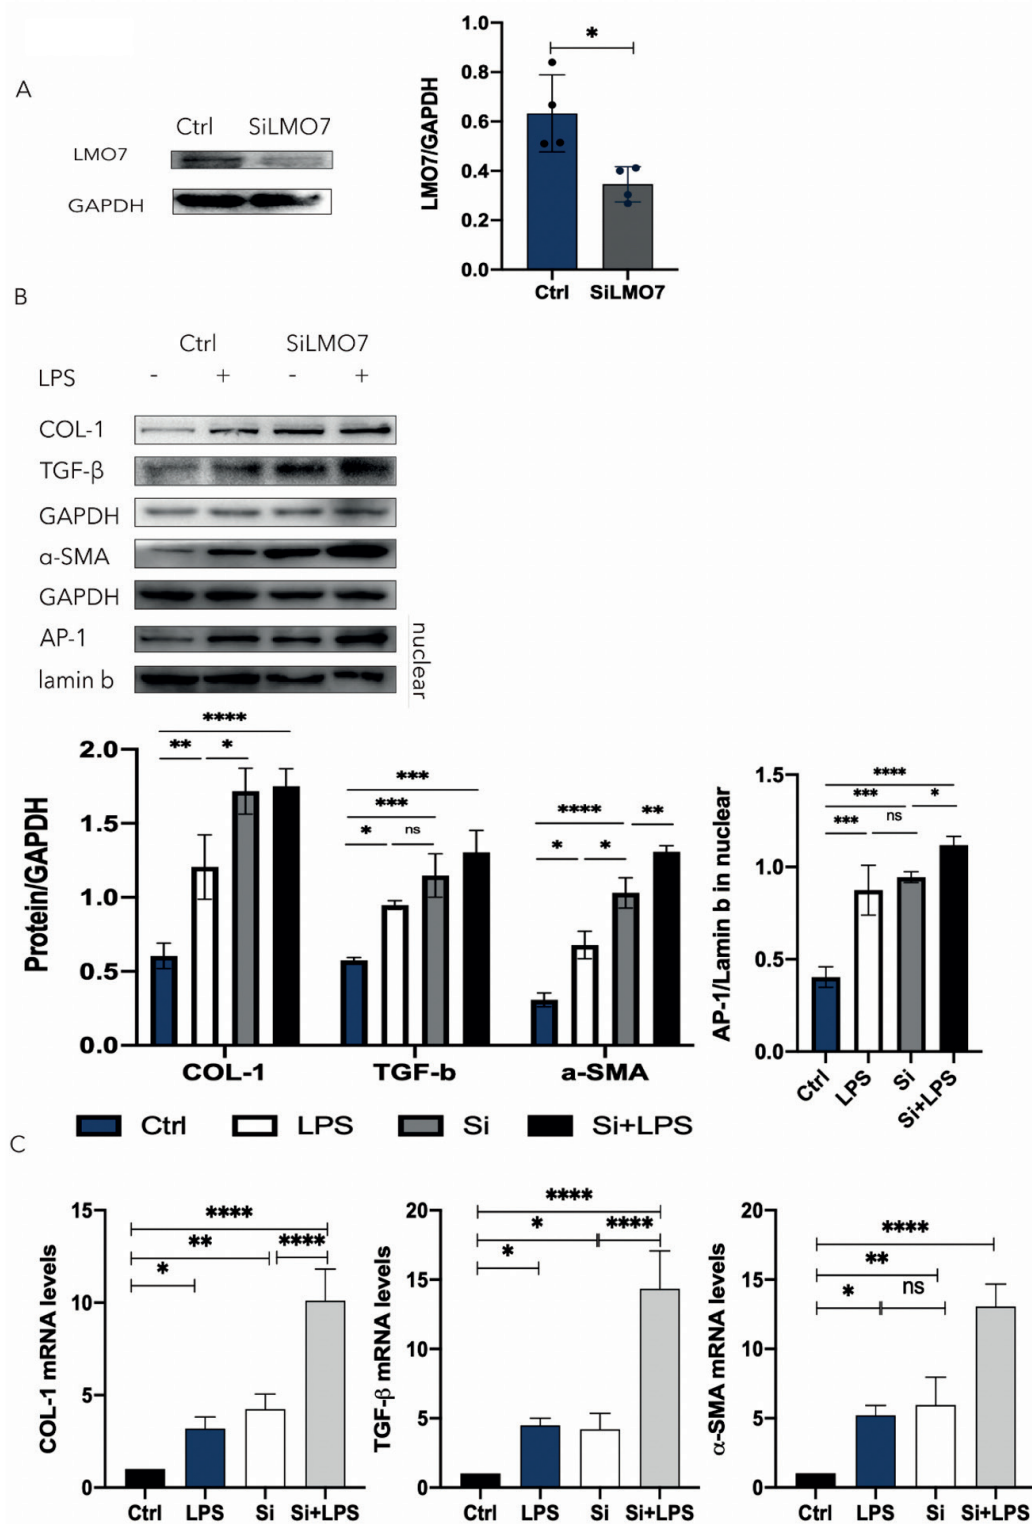 A
Ctrl SiLMO7
LMO7
GAPDH
LMO7/GAPDH
1.0
0.8
0.6
0.4
0.2
0.0
*
Ctrl SiLMO7
B
Ctrl SiLMO7
LPS - + - +
COL-1
TGF-β
GAPDH
α-SMA
GAPDH
AP-1
lamin b
nuclear
Protein/GAPDH
2.0
1.5
1.0
0.5
0.0
****
** *
***
***
* ns
**** **
* *
COL-1 TGF-b a-SMA
AP-1/Lamin b in nuclear
1.5
1.0
0.5
0.0
****
*** *
*** ns
Ctrl LPS Si Si+LPS
Ctrl LPS Si Si+LPS
C
COL-1 mRNA levels
15
10
5
0
****
** ****
*
Ctrl LPS Si Si+LPS
TGF-β mRNA levels
20
15
10
5
0
****
* ****
*
Ctrl LPS Si Si+LPS
α-SMA mRNA levels
20
15
10
5
0
****
**
* ns
Ctrl LPS Si Si+LPS